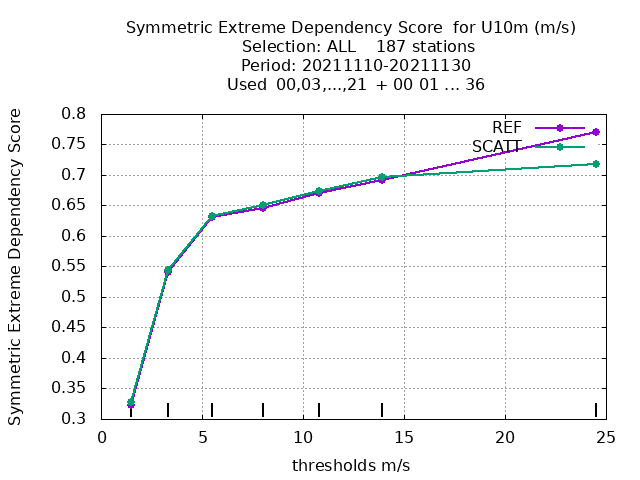 Symmetric Extreme Dependency Score  for U10m (m/s)
Selection: ALL    187 stations
Period: 20211110-20211130
Used  00,03,...,21  + 00 01 ... 36
Symmetric Extreme Dependency Score
0.8
0.75
0.7
0.65
0.6
0.55
0.5
0.45
0.4
0.35
0.3
REF
SCATT
0 5 10 15 20 25
thresholds m/s